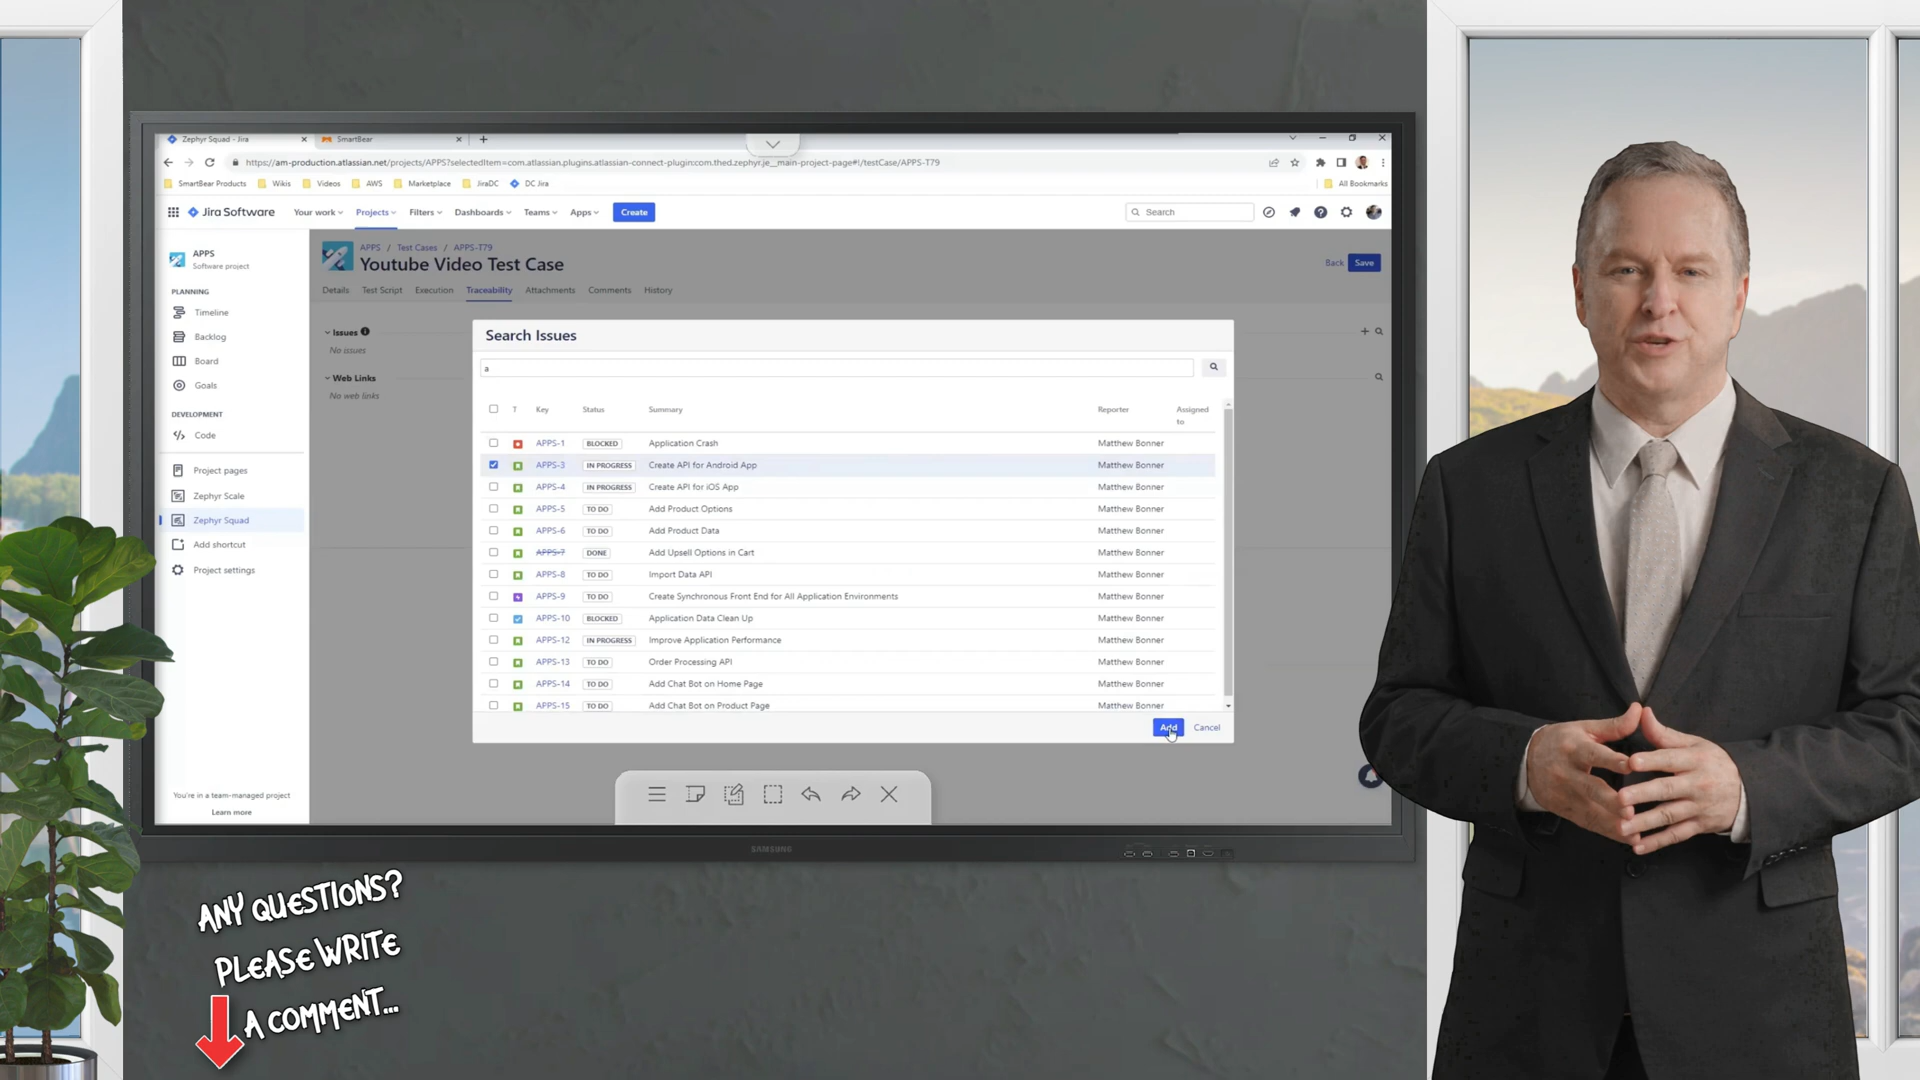 Zephyr Squad - Jira
SmartBear
https://am-production.atlassian.net/projects/APPS?selectedItem=com.atlassian.plugins.atlassian-connect-plugin:com.thed.zephyr.je__main-project-page#!/testCase/APPS-T79
SmartBear Products Wikis Videos AWS Marketplace JiraDC DC Jira All Bookmarks
Jira Software Your work Projects Filters Dashboards Teams Apps Create Search
APPS
Software project
PLANNING
Timeline
Backlog
Board
Goals
DEVELOPMENT
Code
Project pages
Zephyr Scale
Zephyr Squad
Add shortcut
Project settings
You're in a team-managed project
Learn more
APPS / Test Cases / APPS-T79
Youtube Video Test Case
Back Save
Details Test Script Execution Traceability Attachments Comments History
Issues
No issues
Web Links
No web links
Search Issues
a
T Key Status Summary Reporter Assigned to
APPS-1 BLOCKED Application Crash Matthew Bonner
APPS-3 IN PROGRESS Create API for Android App Matthew Bonner
APPS-4 IN PROGRESS Create API for iOS App Matthew Bonner
APPS-5 TO DO Add Product Options Matthew Bonner
APPS-6 TO DO Add Product Data Matthew Bonner
APPS-7 DONE Add Upsell Options in Cart Matthew Bonner
APPS-8 TO DO Import Data API Matthew Bonner
APPS-9 TO DO Create Synchronous Front End for All Application Environments Matthew Bonner
APPS-10 BLOCKED Application Data Clean Up Matthew Bonner
APPS-12 IN PROGRESS Improve Application Performance Matthew Bonner
APPS-13 TO DO Order Processing API Matthew Bonner
APPS-14 TO DO Add Chat Bot on Home Page Matthew Bonner
APPS-15 TO DO Add Chat Bot on Product Page Matthew Bonner
Add Cancel
SAMSUNG
ANY QUESTIONS?
PLEASE WRITE
A COMMENT...